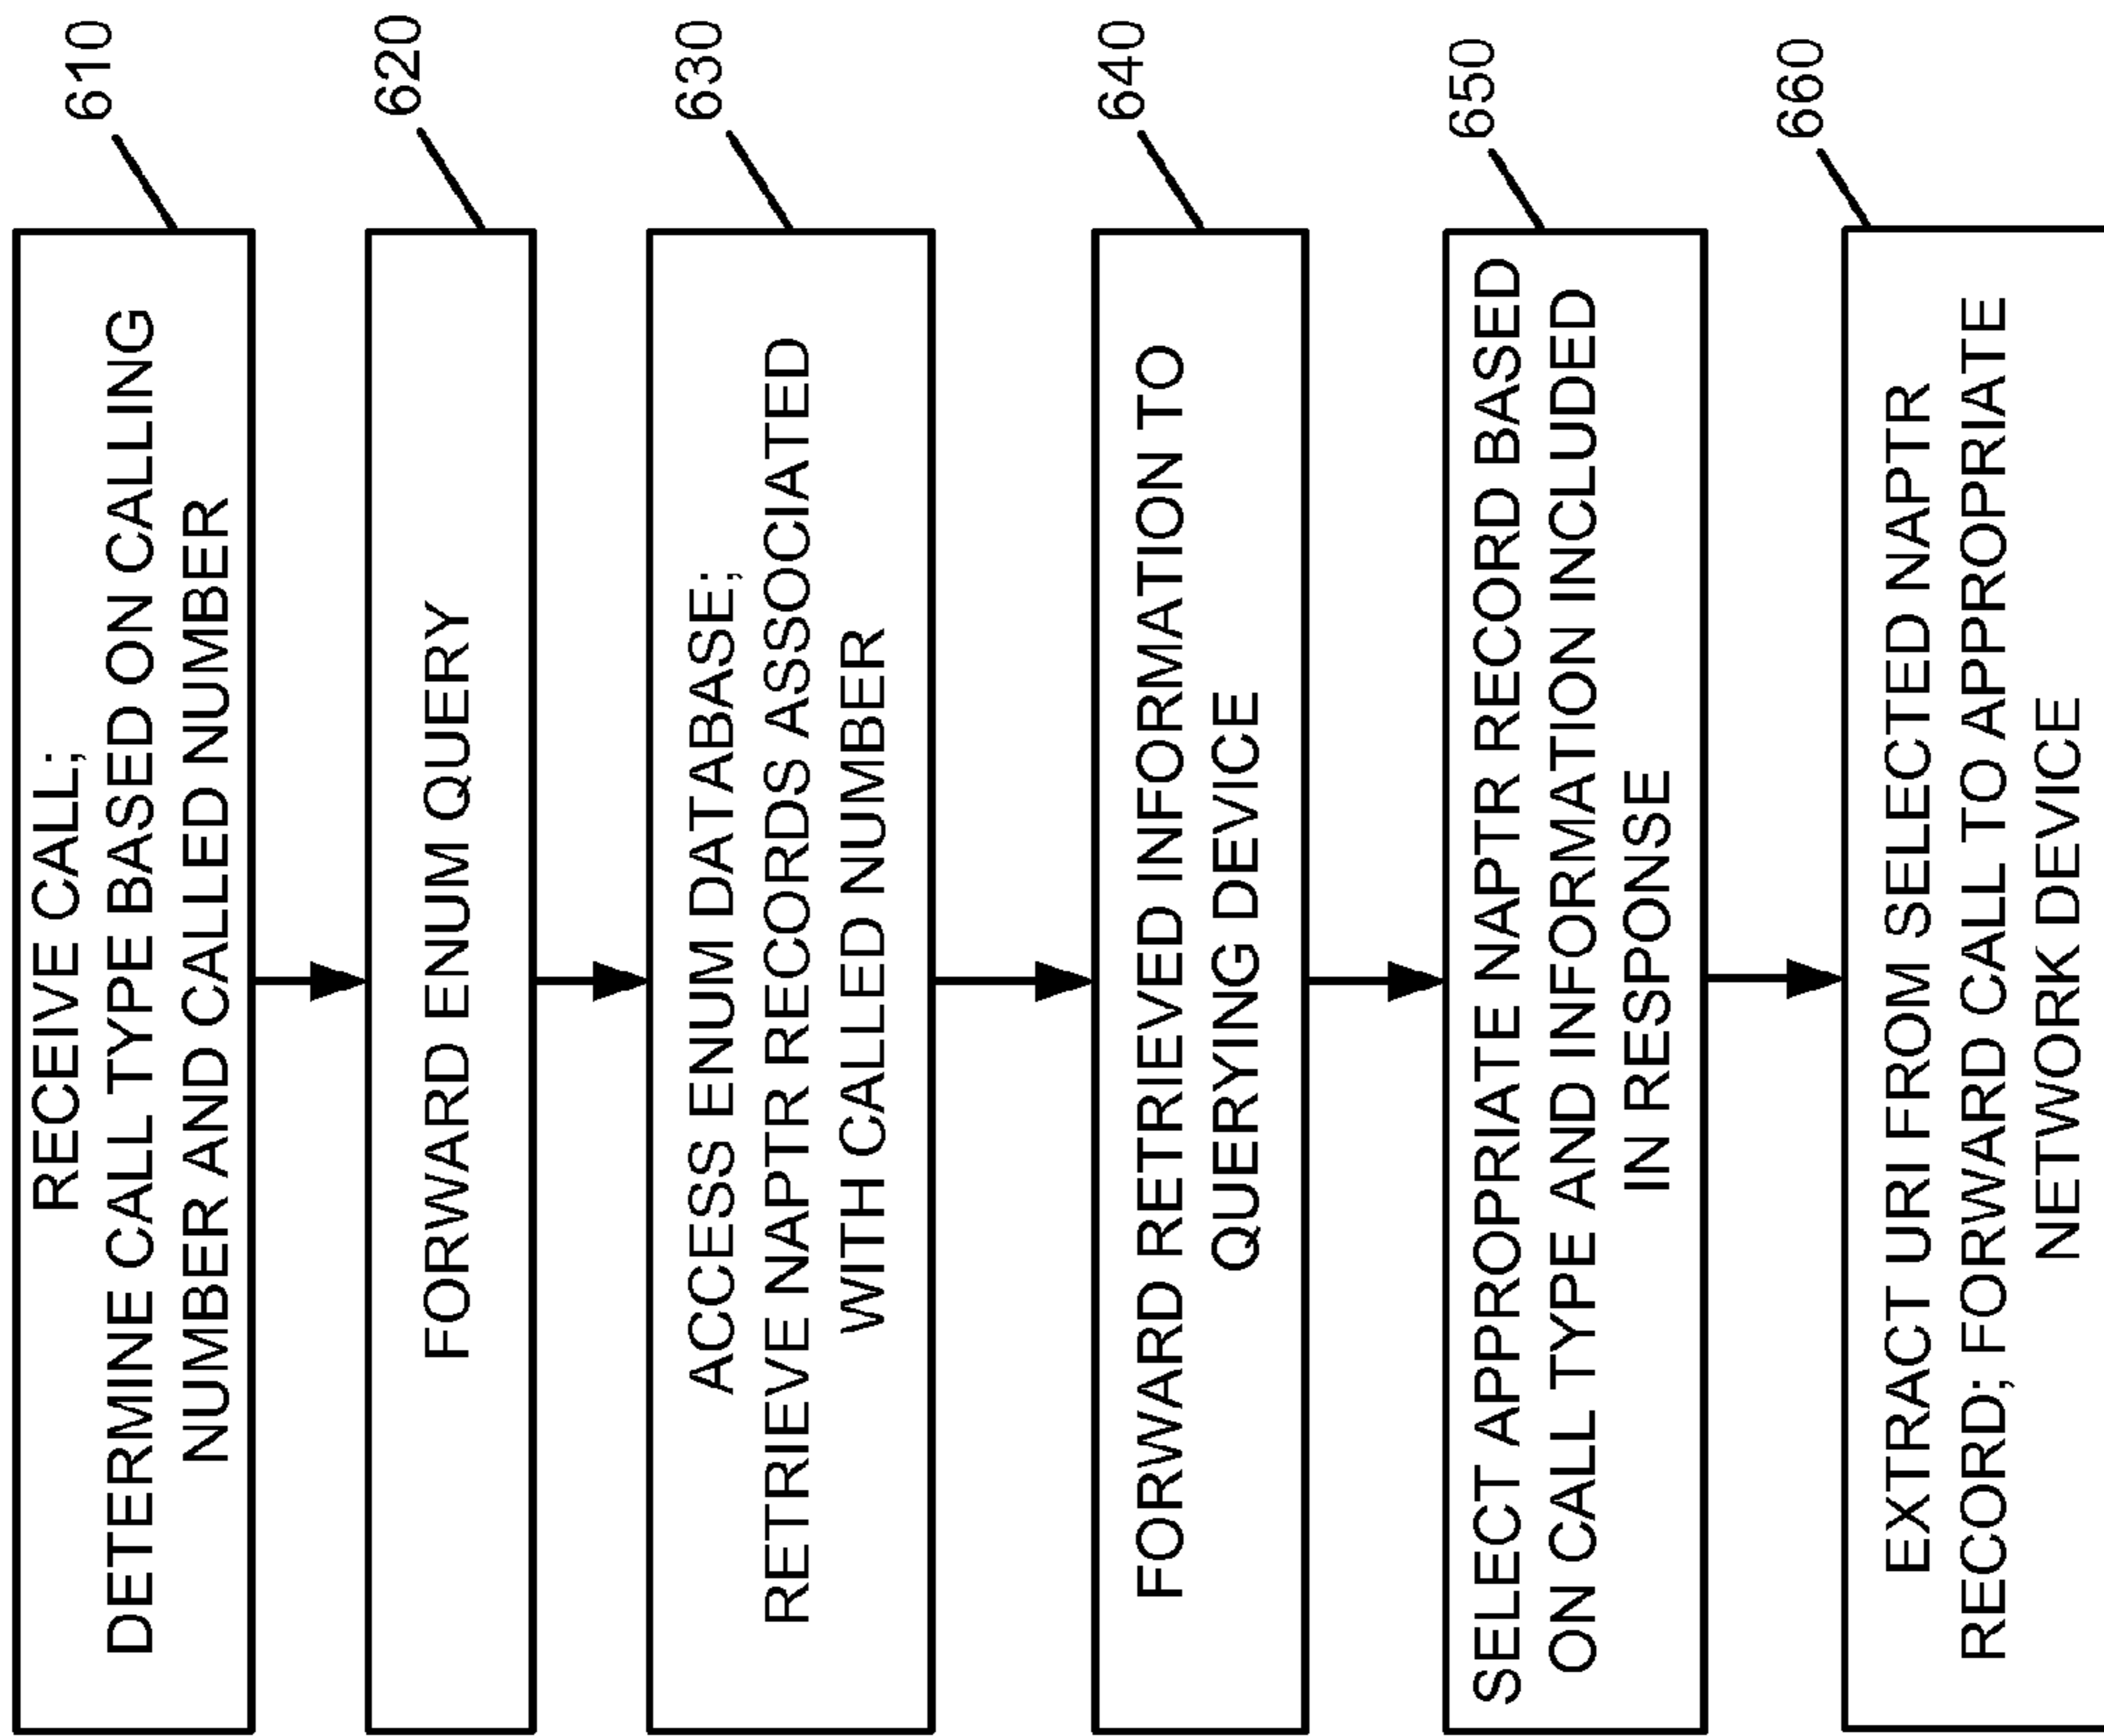 610
RECEIVE CALL;
DETERMINE CALL TYPE BASED ON CALLING
NUMBER AND CALLED NUMBER
620
FORWARD ENUM QUERY
630
ACCESS ENUM DATABASE;
RETRIEVE NAPTR RECORDS ASSOCIATED
WITH CALLED NUMBER
640
FORWARD RETRIEVED INFORMATION TO
QUERYING DEVICE
650
SELECT APPROPRIATE NAPTR RECORD BASED
ON CALL TYPE AND INFORMATION INCLUDED
IN RESPONSE
660
EXTRACT URI FROM SELECTED NAPTR
RECORD; FORWARD CALL TO APPROPRIATE
NETWORK DEVICE